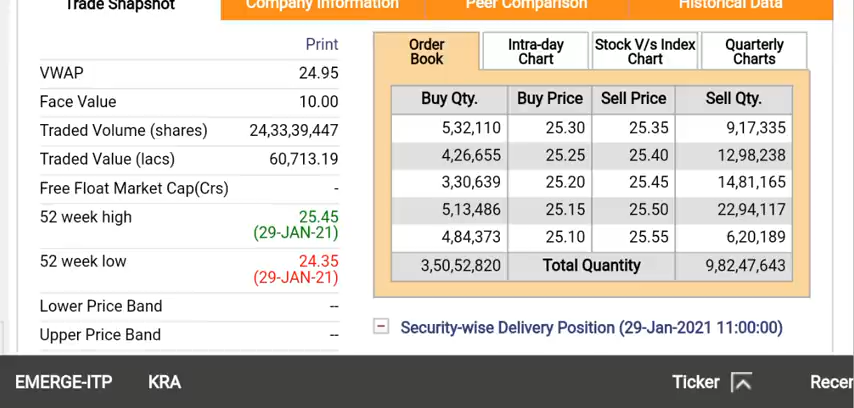 Trade Snapshot
Company Information
Peer Comparison
Historical Data
Print
VWAP 24.95
Face Value 10.00
Traded Volume (shares) 24,33,39,447
Traded Value (lacs) 60,713.19
Free Float Market Cap(Crs) -
52 week high 25.45
(29-JAN-21)
52 week low 24.35
(29-JAN-21)
Lower Price Band --
Upper Price Band --
Order
Book
Intra-day
Chart
Stock V/s Index
Chart
Quarterly
Charts
Buy Qty. Buy Price Sell Price Sell Qty.
5,32,110 25.30 25.35 9,17,335
4,26,655 25.25 25.40 12,98,238
3,30,639 25.20 25.45 14,81,165
5,13,486 25.15 25.50 22,94,117
4,84,373 25.10 25.55 6,20,189
3,50,52,820 Total Quantity 9,82,47,643
Security-wise Delivery Position (29-Jan-2021 11:00:00)
EMERGE-ITP KRA Ticker Recer